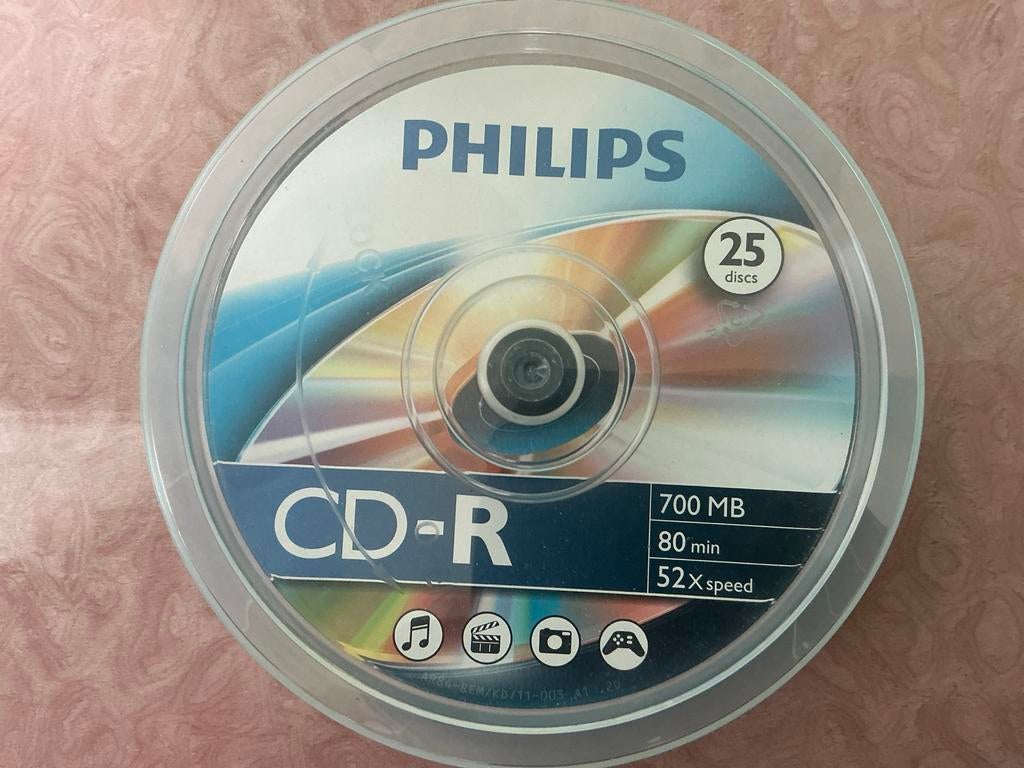 PHILIPS
25
discs
CD-R
700 MB
80 min
52X speed